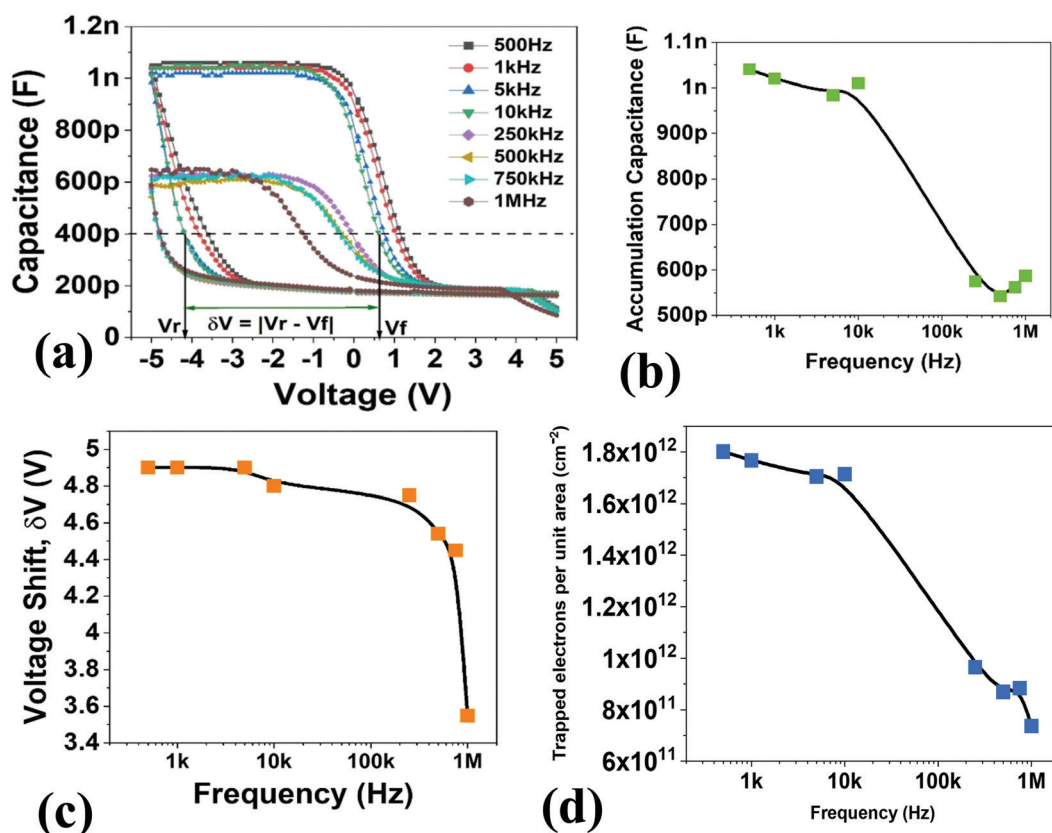 1.2n
1n
800p
600p
400p
200p
0
Capacitance (F)
500Hz
1kHz
5kHz
10kHz
250kHz
500kHz
750kHz
1MHz
Vr
δV = |Vr - Vf|
Vf
-5 -4 -3 -2 -1 0 1 2 3 4 5
Voltage (V)
(a)
1.1n
1n
900p
800p
700p
600p
500p
Accumulation Capacitance (F)
1k 10k 100k 1M
Frequency (Hz)
(b)
5
4.8
4.6
4.4
4.2
4
3.8
3.6
3.4
Voltage Shift, δV (V)
1k 10k 100k 1M
Frequency (Hz)
(c)
1.8x10¹²
1.6x10¹²
1.4x10¹²
1.2x10¹²
1x10¹²
8x10¹¹
6x10¹¹
Trapped electrons per unit area (cm⁻²)
1k 10k 100k 1M
Frequency (Hz)
(d)